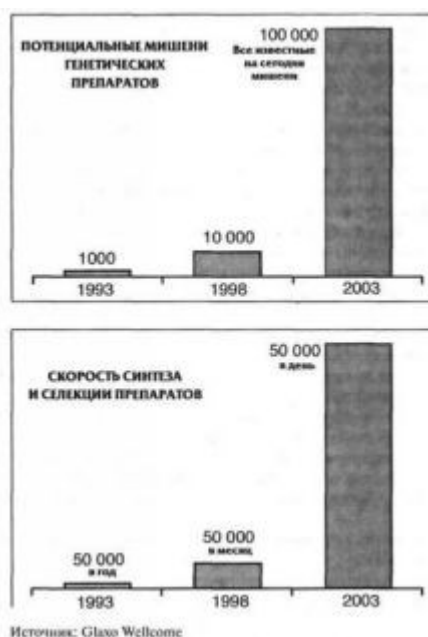 ПОТЕНЦИАЛЬНЫЕ МИШЕНИ
ГЕНЕТИЧЕСКИХ
ПРЕПАРАТОВ
100 000
Все известные
на сегодня
мишени
1000
10 000
1993
1998
2003
СКОРОСТЬ СИНТЕЗА
И СЕЛЕКЦИИ ПРЕПАРАТОВ
50 000
в день
50 000
в год
50 000
в месяц
1993
1998
2003
Источник: Glaxo Wellcome